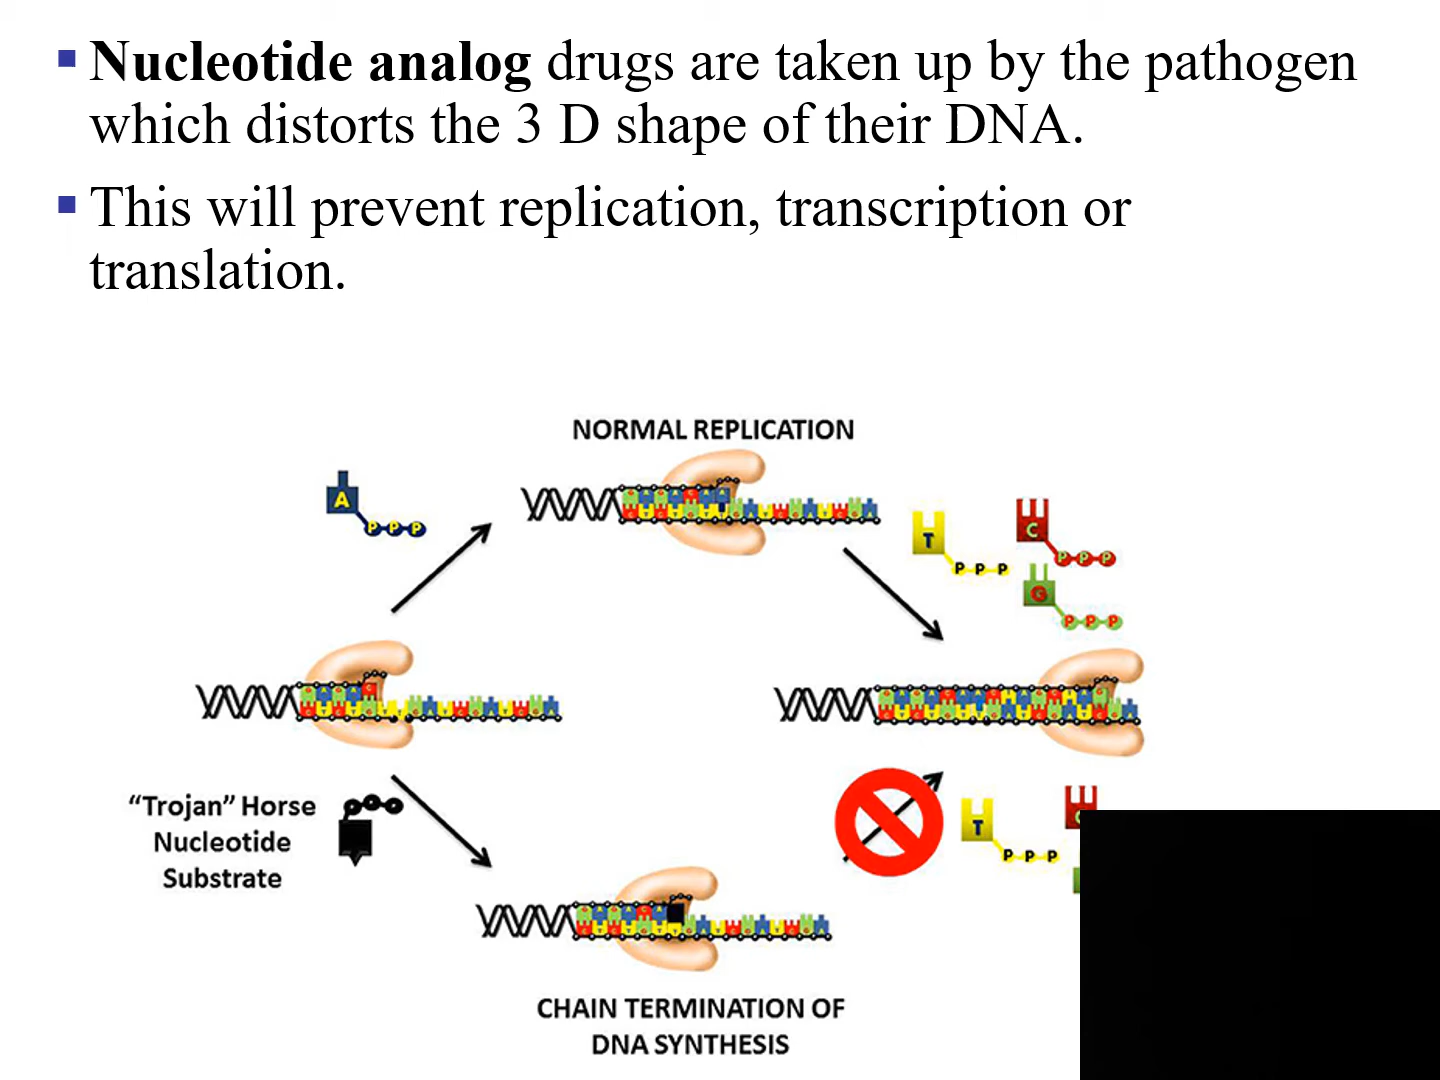 Nucleotide analog drugs are taken up by the pathogen
which distorts the 3 D shape of their DNA.
This will prevent replication, transcription or
translation.
NORMAL REPLICATION
A
P P P
T
P P P
C
P P P
G
P P P
"Trojan" Horse
Nucleotide
Substrate
T
P P P
CHAIN TERMINATION OF
DNA SYNTHESIS